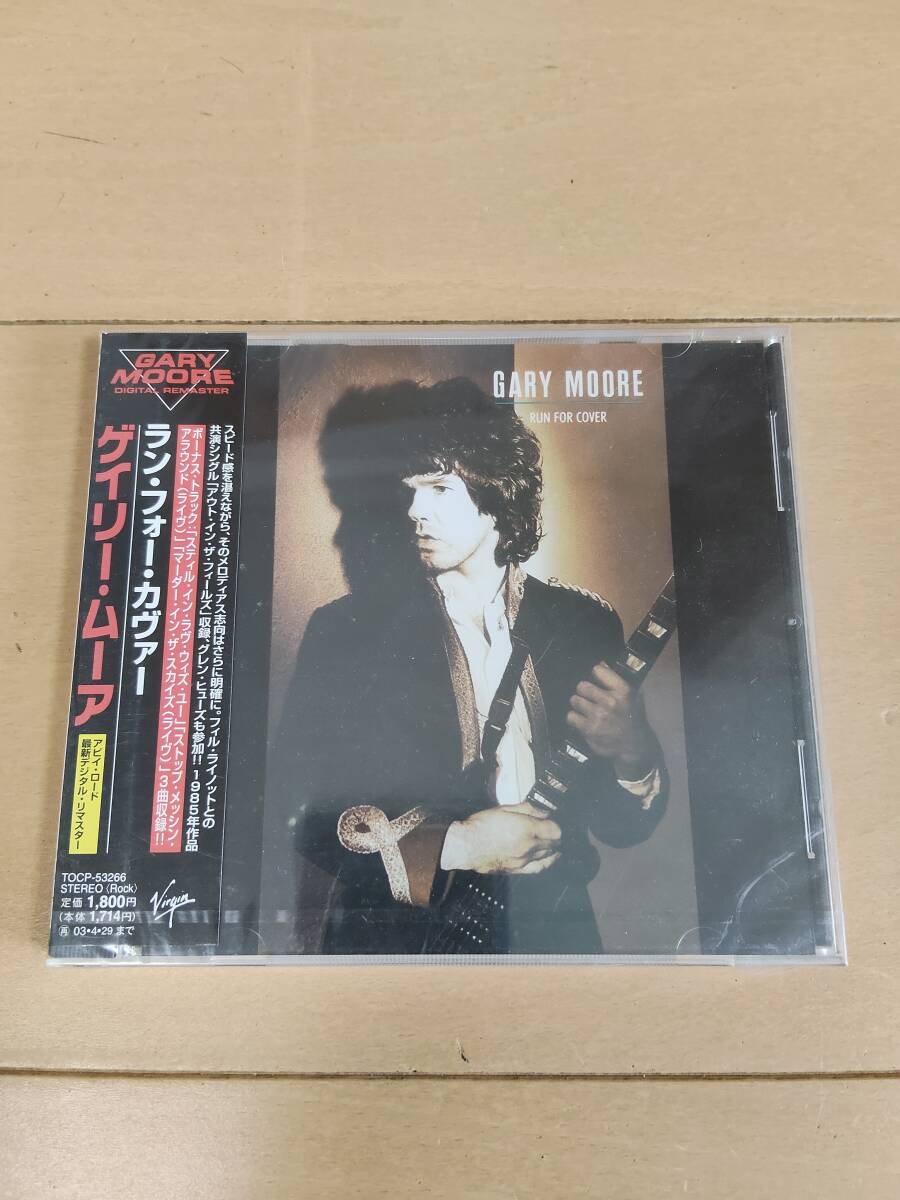 GARY
MOORE
DIGITAL REMASTER
スピード感を湛えながら、そのメロディアス志向はさらに明確に。フィル・ライノットとの
共演シングル「アウト・イン・ザ・フィールズ」収録、グレン・ヒューズも参加!! 1985年作品
ボーナス・トラック:「スティル・イン・ラヴ・ウィズ・ユー」「ストップ・メッシン・
アラウンド(ライヴ)」「マーダー・イン・ザ・スカイズ(ライヴ)」3曲収録!!
ラン・フォー・カヴァー
ゲイリー・ムーア
アビイ・ロード
最新デジタル・リマスター
TOCP-53266
STEREO〈Rock〉
定価 1,800円
(本体 1,714円)
再 03•4•29 まで
Virgin
GARY MOORE
RUN FOR COVER